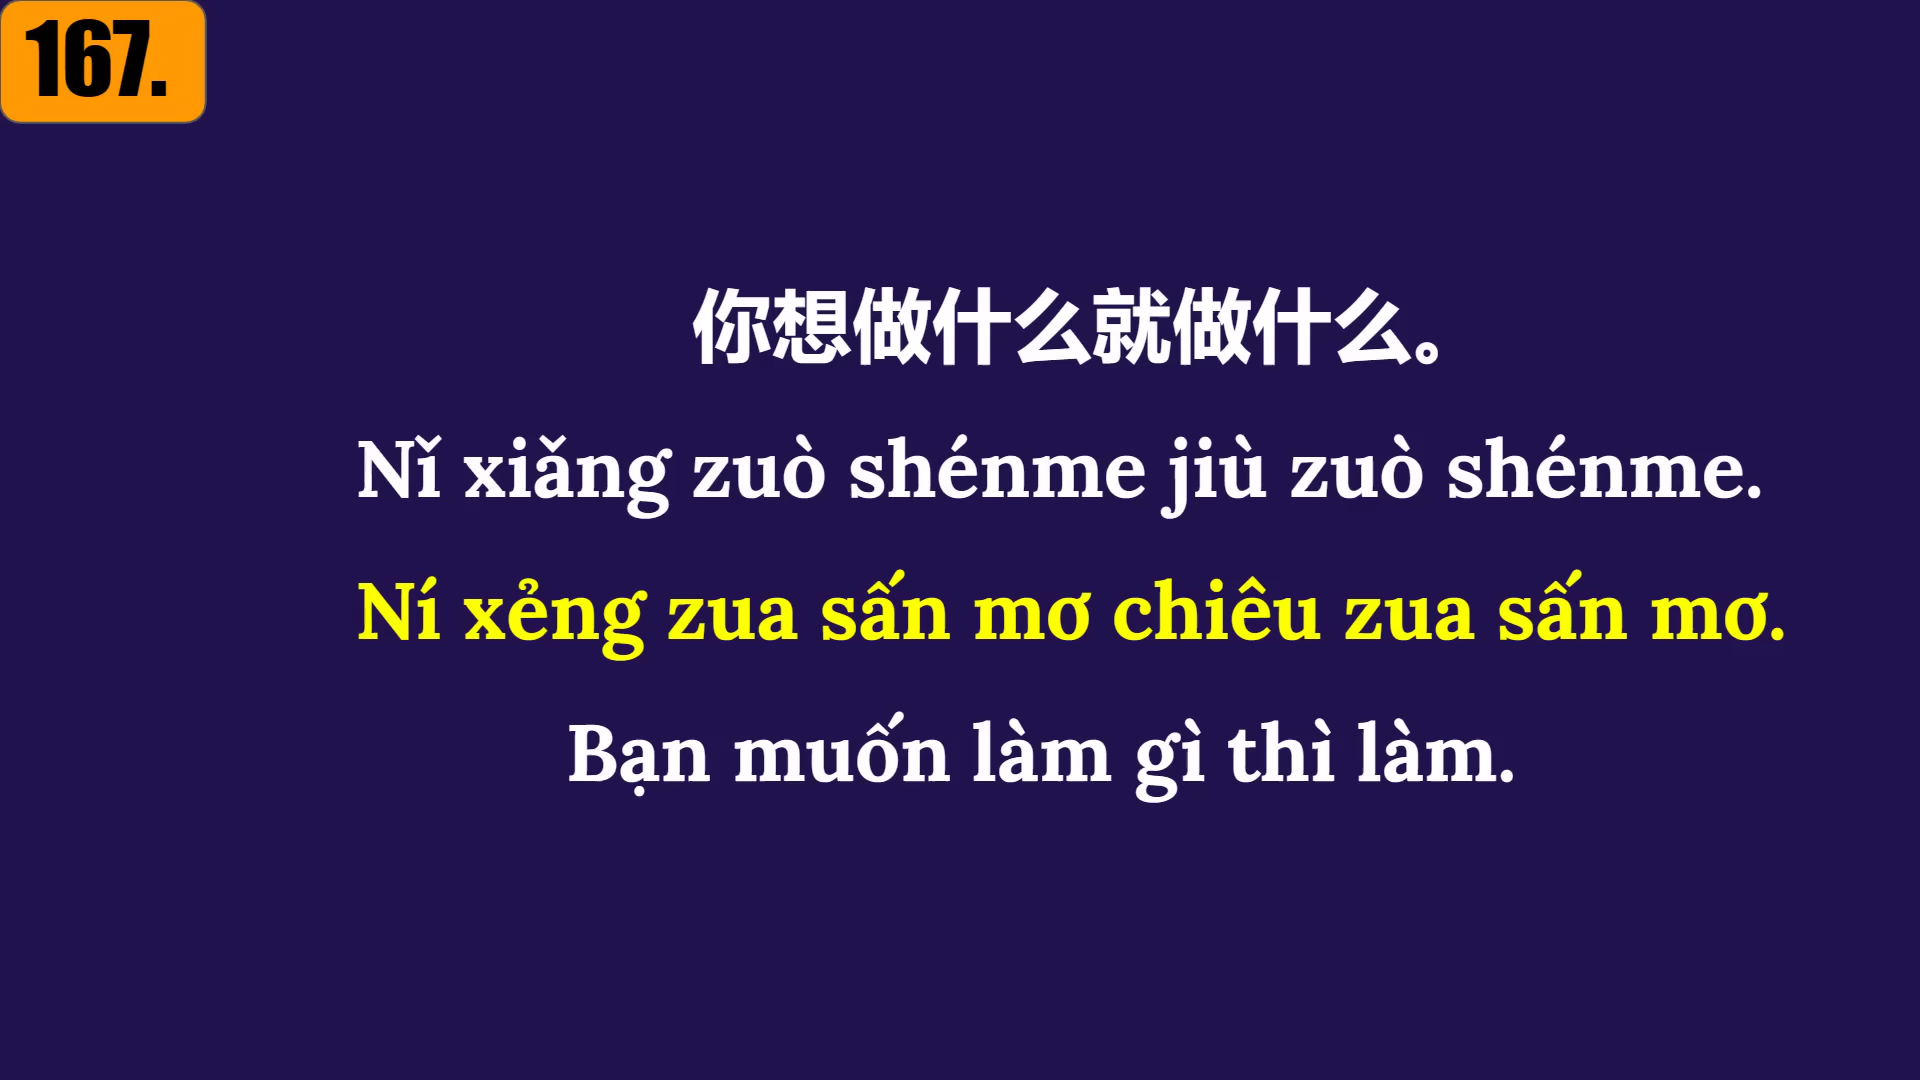 167.
你想做什么就做什么。
Nǐ xiǎng zuò shénme jiù zuò shénme.
Ní xẻng zua sấn mơ chiêu zua sấn mơ.
Bạn muốn làm gì thì làm.